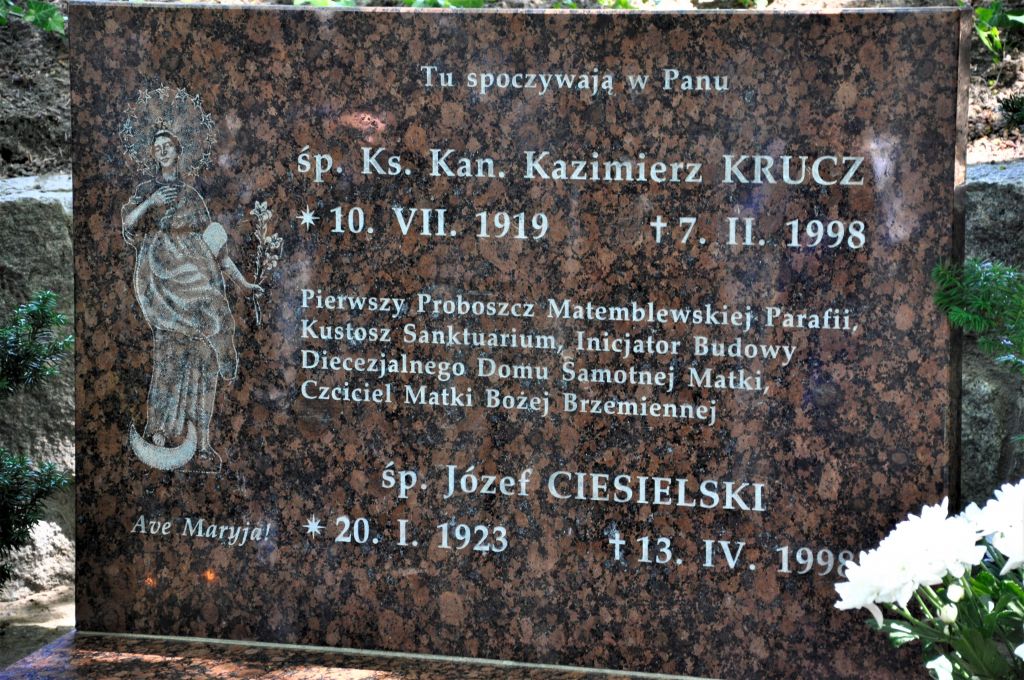 Tu spoczywają w Panu
śp. Ks. Kan. Kazimierz KRUCZ
* 10. VII. 1919 † 7. II. 1998
Pierwszy Proboszcz Matemblewskiej Parafii,
Kustosz Sanktuarium, Inicjator Budowy
Diecezjalnego Domu Samotnej Matki,
Czciciel Matki Bożej Brzemiennej
śp. Józef CIESIELSKI
* 20. I. 1923 † 13. IV. 1998
Ave Maryja!